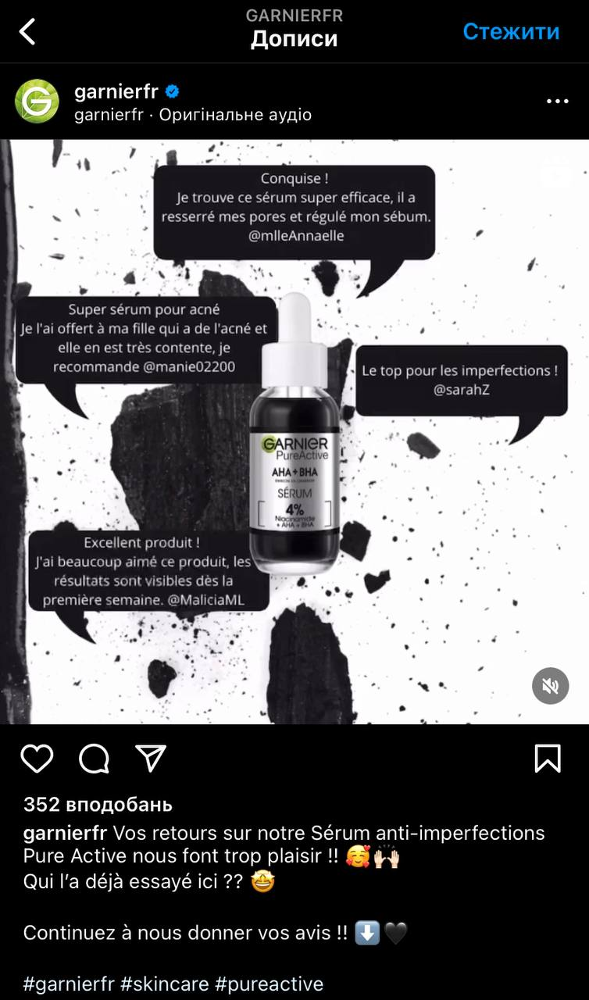 GARNIERFR
Дописи
Стежити
garnierfr
garnierfr · Оригінальне аудіо
Conquise !
Je trouve ce sérum super efficace, il a
resserré mes pores et régulé mon sébum.
@mlleAnnaelle
Super sérum pour acné
Je l'ai offert à ma fille qui a de l'acné et
elle en est très contente, je
recommande @manie02200
Le top pour les imperfections !
@sarahZ
GARNIER
PureActive
AHA+BHA
ENRICHI EN CHARBON
SÉRUM
4%
Niacinamide
+ AHA + BHA
Excellent produit !
J'ai beaucoup aimé ce produit, les
résultats sont visibles dès la
première semaine. @MaliciaML
352 вподобань
garnierfr Vos retours sur notre Sérum anti-imperfections
Pure Active nous font trop plaisir !! 🥰🙌🏻
Qui l’a déjà essayé ici ?? 🤩
Continuez à nous donner vos avis !! ⬇️🖤
#garnierfr #skincare #pureactive